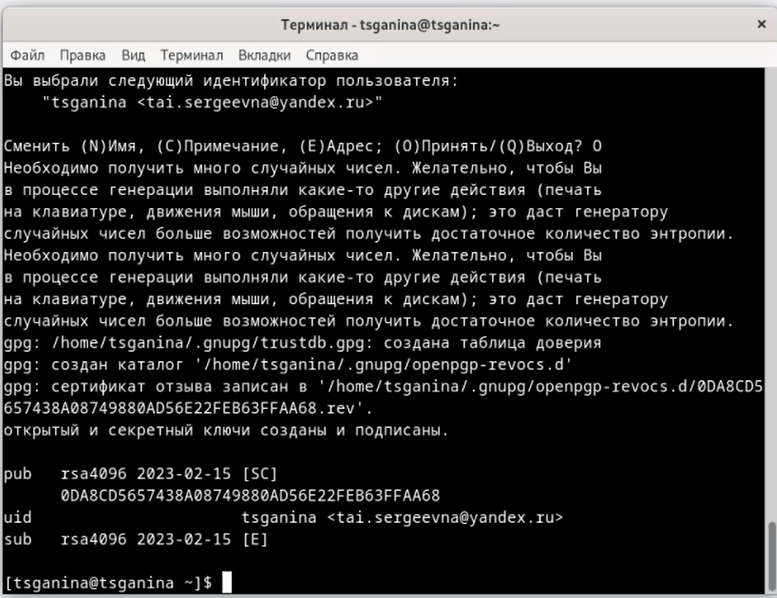 Терминал - tsganina@tsganina:~
Файл Правка Вид Терминал Вкладки Справка
Вы выбрали следующий идентификатор пользователя:
"tsganina <tai.sergeevna@yandex.ru>"
Сменить (N)Имя, (C)Примечание, (E)Адрес; (O)Принять/(Q)Выход? O
Необходимо получить много случайных чисел. Желательно, чтобы Вы
в процессе генерации выполняли какие-то другие действия (печать
на клавиатуре, движения мыши, обращения к дискам); это даст генератору
случайных чисел больше возможностей получить достаточное количество энтропии.
Необходимо получить много случайных чисел. Желательно, чтобы Вы
в процессе генерации выполняли какие-то другие действия (печать
на клавиатуре, движения мыши, обращения к дискам); это даст генератору
случайных чисел больше возможностей получить достаточное количество энтропии.
gpg: /home/tsganina/.gnupg/trustdb.gpg: создана таблица доверия
gpg: создан каталог '/home/tsganina/.gnupg/openpgp-revocs.d'
gpg: сертификат отзыва записан в '/home/tsganina/.gnupg/openpgp-revocs.d/0DA8CD5
657438A08749880AD56E22FEB63FFAA68.rev'.
открытый и секретный ключи созданы и подписаны.
pub rsa4096 2023-02-15 [SC]
0DA8CD5657438A08749880AD56E22FEB63FFAA68
uid tsganina <tai.sergeevna@yandex.ru>
sub rsa4096 2023-02-15 [E]
[tsganina@tsganina ~]$